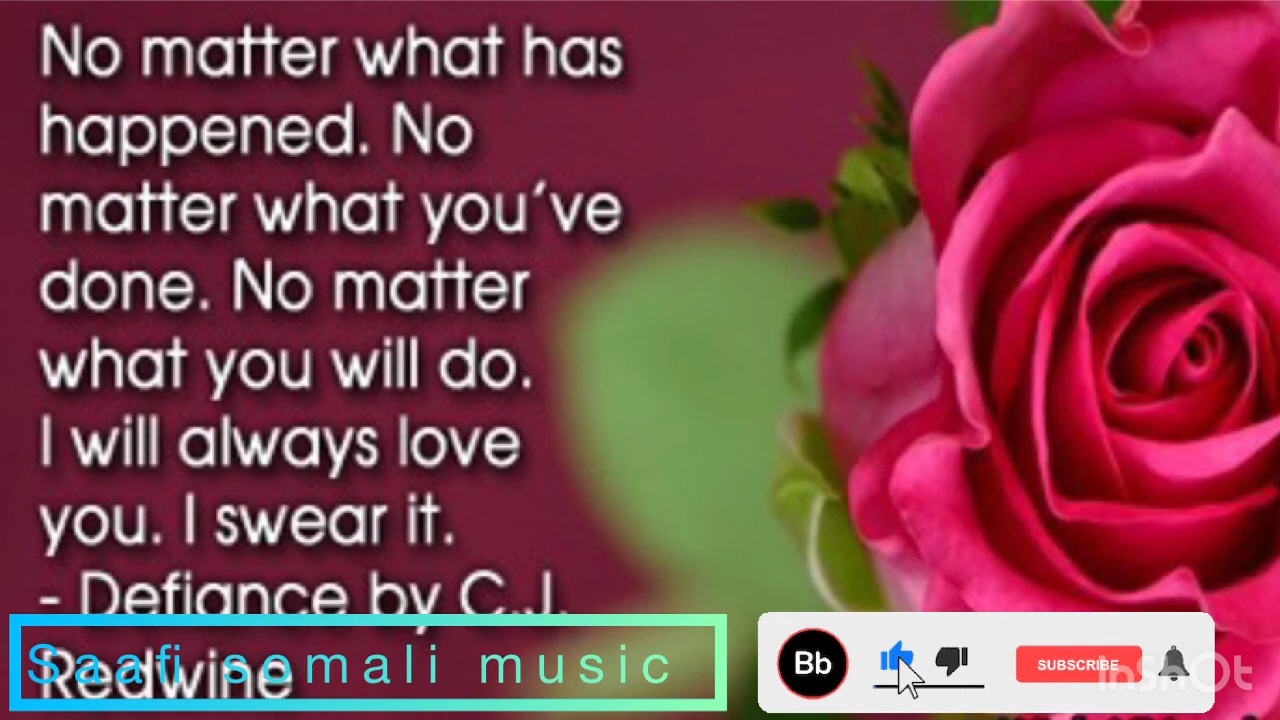 No matter what has
happened. No
matter what you've
done. No matter
what you will do.
I will always love
you. I swear it.
- Defiance by C.J.
Redwine
Saafi somali music
Bb
SUBSCRIBE
InShOt